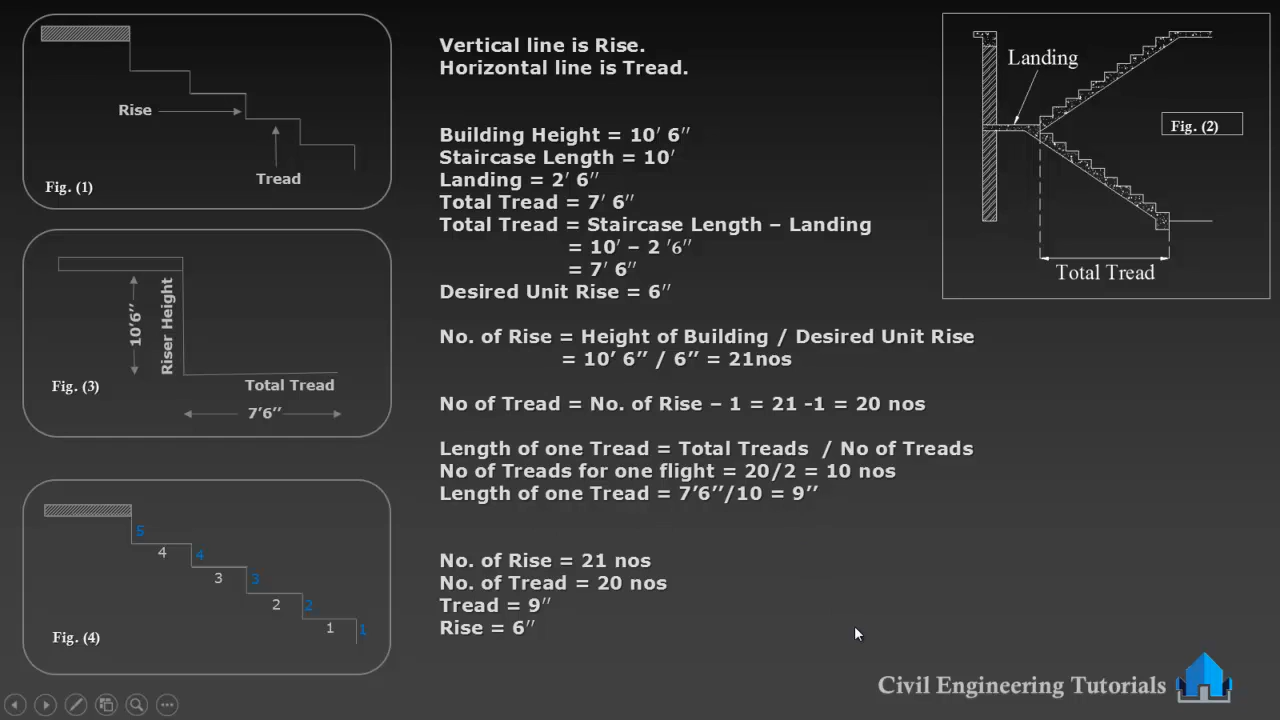 Rise
Tread
Fig. (1)
10′6″
Riser Height
Total Tread
7′6″
Fig. (3)
5
4
4
3
3
2
2
1
1
Fig. (4)
Vertical line is Rise.
Horizontal line is Tread.
Building Height = 10′ 6″
Staircase Length = 10′
Landing = 2′ 6″
Total Tread = 7′ 6″
Total Tread = Staircase Length – Landing
= 10′ – 2 ′6″
= 7′ 6″
Desired Unit Rise = 6″
No. of Rise = Height of Building / Desired Unit Rise
= 10′ 6″ / 6″ = 21nos
No of Tread = No. of Rise – 1 = 21 -1 = 20 nos
Length of one Tread = Total Treads / No of Treads
No of Treads for one flight = 20/2 = 10 nos
Length of one Tread = 7′6″/10 = 9″
No. of Rise = 21 nos
No. of Tread = 20 nos
Tread = 9″
Rise = 6″
Landing
Fig. (2)
Total Tread
Civil Engineering Tutorials